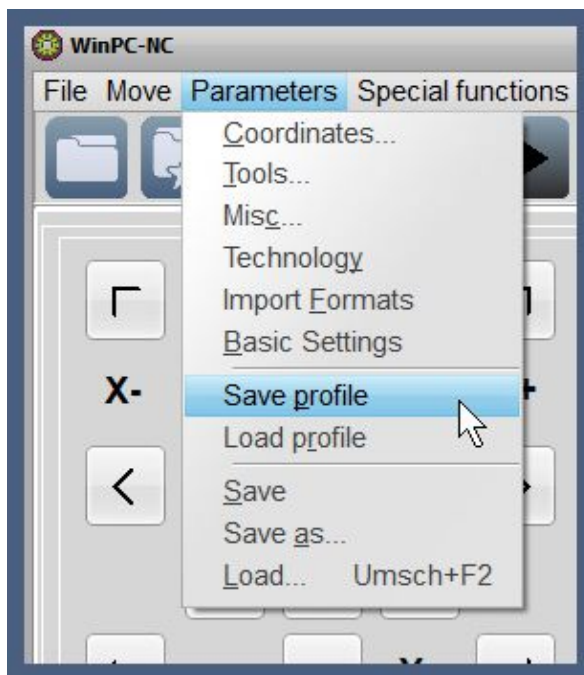 WinPC-NC
File Move Parameters Special functions
Coordinates...
Tools...
Misc...
Technology
Import Formats
Basic Settings
X-
+
Save profile
Load profile
Save
Save as...
Load... Umsch+F2